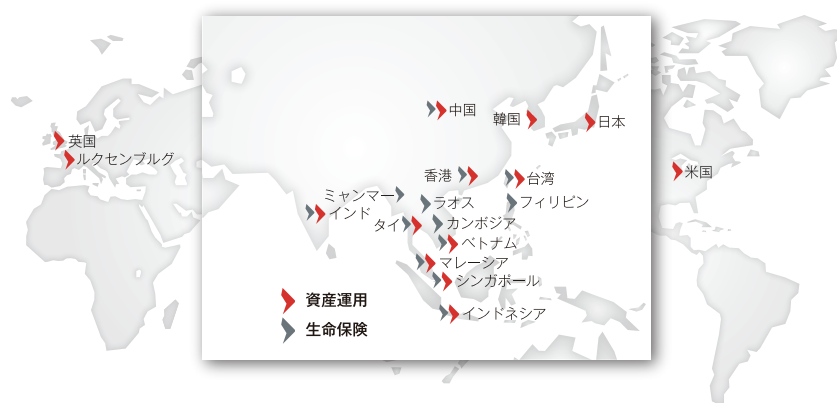 中国
韓国
日本
英国
ルクセンブルグ
米国
香港
台湾
ミャンマー
ラオス
フィリピン
インド
タイ
カンボジア
ベトナム
マレーシア
シンガポール
資産運用
インドネシア
生命保険